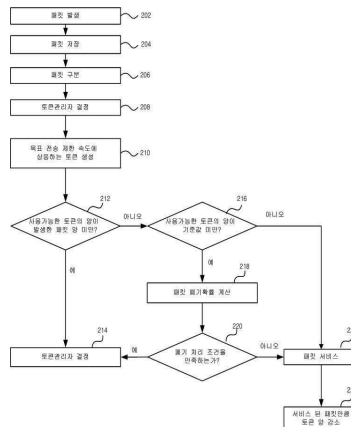 패킷 발생
202
패킷 저장
204
패킷 구분
206
토큰관리자 결정
208
목표 전송 제한 속도에
상응하는 토큰 생성
210
212
사용가능한 토큰의 양이
발생한 패킷 양 미만?
아니오
216
사용가능한 토큰의 양이
기준값 미만?
아니오
예
예
218
패킷 폐기확률 계산
214
토큰관리자 결정
220
폐기 처리 조건을
만족하는가?
예
아니오
패킷 서비스
서비스 된 패킷만큼
토큰 양 감소